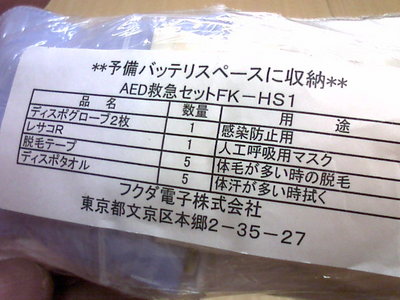 **予備バッテリスペースに収納**
AED救急セットFK-HS1
品名 数量 用途
ディスポグローブ2枚 1 感染防止用
レサコR 1 人工呼吸用マスク
脱毛テープ 5 体毛が多い時の脱毛
ディスポタオル 5 体汗が多い時拭く
フクダ電子株式会社
東京都文京区本郷2-35-27